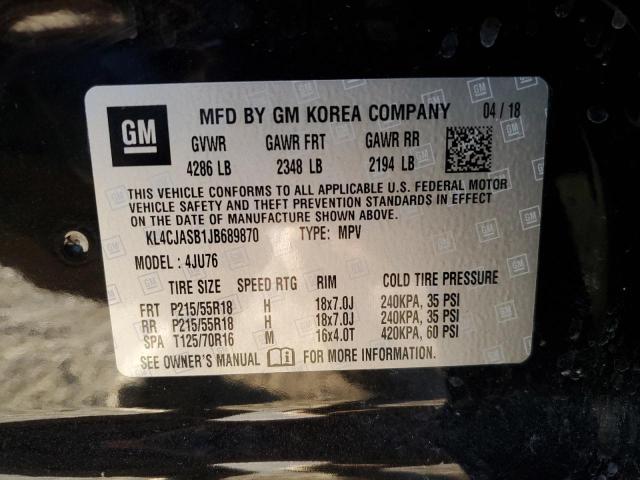 GM MFD BY GM KOREA COMPANY 04 / 18
GVWR GAWR FRT GAWR RR
4286 LB 2348 LB 2194 LB
THIS VEHICLE CONFORMS TO ALL APPLICABLE U.S. FEDERAL MOTOR
VEHICLE SAFETY AND THEFT PREVENTION STANDARDS IN EFFECT
ON THE DATE OF MANUFACTURE SHOWN ABOVE.
KL4CJASB1JB689870 TYPE: MPV
MODEL : 4JU76
TIRE SIZE SPEED RTG RIM COLD TIRE PRESSURE
FRT P215/55R18 H 18x7.0J 240KPA, 35 PSI
RR P215/55R18 H 18x7.0J 240KPA, 35 PSI
SPA T125/70R16 M 16x4.0T 420KPA, 60 PSI
SEE OWNER'S MANUAL FOR MORE INFORMATION.